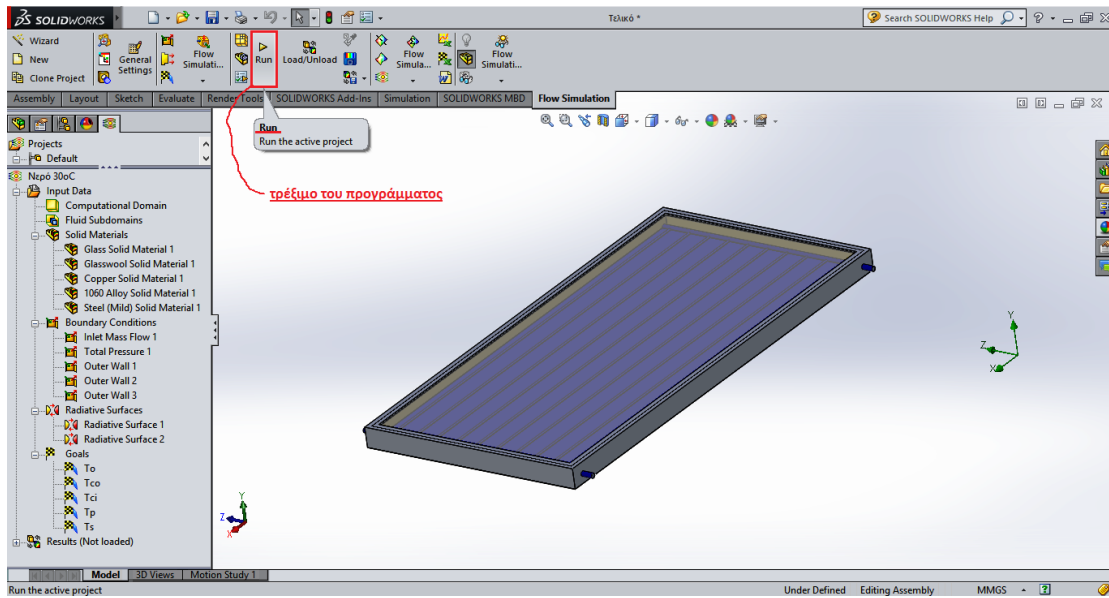 SOLIDWORKS
Τελικό *
Search SOLIDWORKS Help
Wizard
New
Clone Project
General Settings
Flow Simulati...
Run
Load/Unload
Flow Simula...
Flow Simulati...
Assembly Layout Sketch Evaluate Render Tools SOLIDWORKS Add-Ins Simulation SOLIDWORKS MBD Flow Simulation
Run
Run the active project
τρέξιμο του προγράμματος
Projects
Default
Νερό 30oC
Input Data
Computational Domain
Fluid Subdomains
Solid Materials
Glass Solid Material 1
Glasswool Solid Material 1
Copper Solid Material 1
1060 Alloy Solid Material 1
Steel (Mild) Solid Material 1
Boundary Conditions
Inlet Mass Flow 1
Total Pressure 1
Outer Wall 1
Outer Wall 2
Outer Wall 3
Radiative Surfaces
Radiative Surface 1
Radiative Surface 2
Goals
To
Tco
Tci
Tp
Ts
Results (Not loaded)
Y
Z
X
Y
Z
X
Model 3D Views Motion Study 1
Run the active project
Under Defined Editing Assembly MMGS